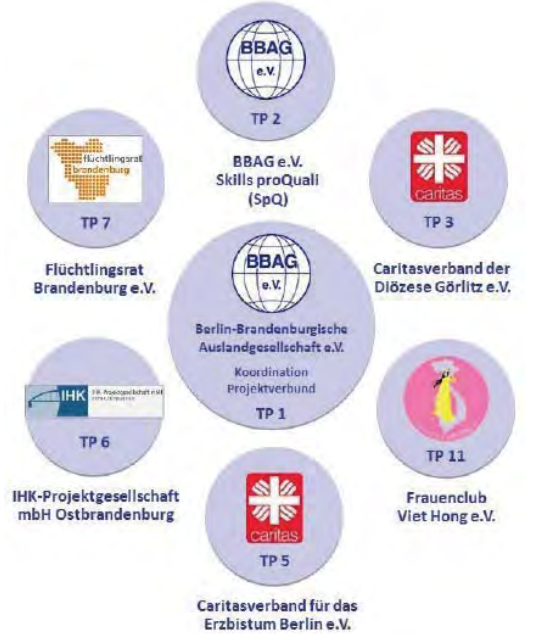 BBAG
e.V.
TP 2
BBAG e.V.
Skills proQuali
(SpQ)
flüchtlingsrat
brandenburg
TP 7
Flüchtlingsrat
Brandenburg e.V.
caritas
TP 3
Caritasverband der
Diözese Görlitz e.V.
BBAG
e.V.
Berlin-Brandenburgische
Auslandgesellschaft e.V.
Koordination
Projektverbund
TP 1
IHK
TP 6
IHK-Projektgesellschaft
mbH Ostbrandenburg
TP 11
Frauenclub
Viet Hong e.V.
caritas
TP 5
Caritasverband für das
Erzbistum Berlin e.V.